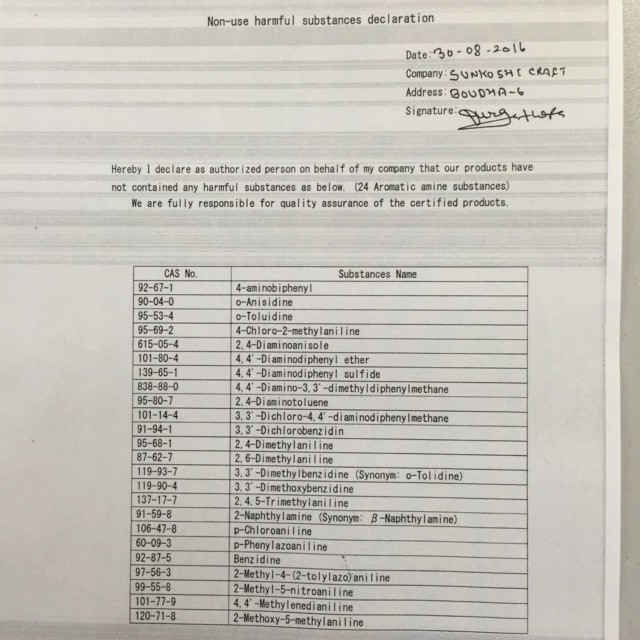 Non-use harmful substances declaration
Date: 30-08-2016
Company: SUNKOSHI CRAFT
Address: BOUDHA-6
Signature:
Hereby I declare as authorized person on behalf of my company that our products have
not contained any harmful substances as below. (24 Aromatic amine substances)
We are fully responsible for quality assurance of the certified products.
CAS No. Substances Name
92-67-1 4-aminobiphenyl
90-04-0 o-Anisidine
95-53-4 o-Toluidine
95-69-2 4-Chloro-2-methylaniline
615-05-4 2,4-Diaminoanisole
101-80-4 4,4'-Diaminodiphenyl ether
139-65-1 4,4'-Diaminodiphenyl sulfide
838-88-0 4,4'-Diamino-3,3'-dimethyldiphenylmethane
95-80-7 2,4-Diaminotoluene
101-14-4 3,3'-Dichloro-4,4'-diaminodiphenylmethane
91-94-1 3,3'-Dichlorobenzidin
95-68-1 2,4-Dimethylaniline
87-62-7 2,6-Dimethylaniline
119-93-7 3,3'-Dimethylbenzidine (Synonym: o-Tolidine)
119-90-4 3,3'-Dimethoxybenzidine
137-17-7 2,4,5-Trimethylaniline
91-59-8 2-Naphthylamine (Synonym: β-Naphthylamine)
106-47-8 p-Chloroaniline
60-09-3 p-Phenylazoaniline
92-87-5 Benzidine
97-56-3 2-Methyl-4-(2-tolylazo)aniline
99-55-8 2-Methyl-5-nitroaniline
101-77-9 4,4'-Methylenedianiline
120-71-8 2-Methoxy-5-methylaniline